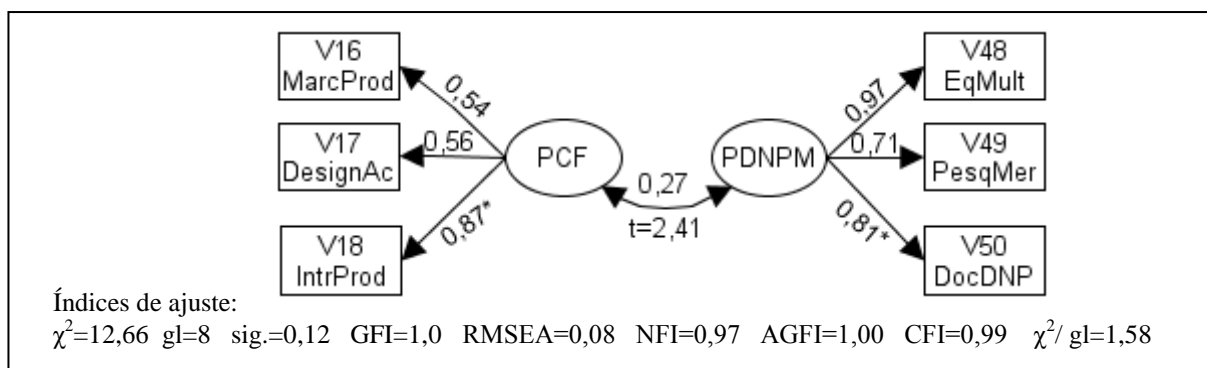 V16
MarcProd
V17
DesignAc
V18
IntrProd
0,54
0,56
0,87*
PCF
0,27
t=2,41
PDNPM
0,97
0,71
0,81*
V48
EqMult
V49
PesqMer
V50
DocDNP
Índices de ajuste:
χ²=12,66 gl=8 sig.=0,12 GFI=1,0 RMSEA=0,08 NFI=0,97 AGFI=1,00 CFI=0,99 χ²/ gl=1,58